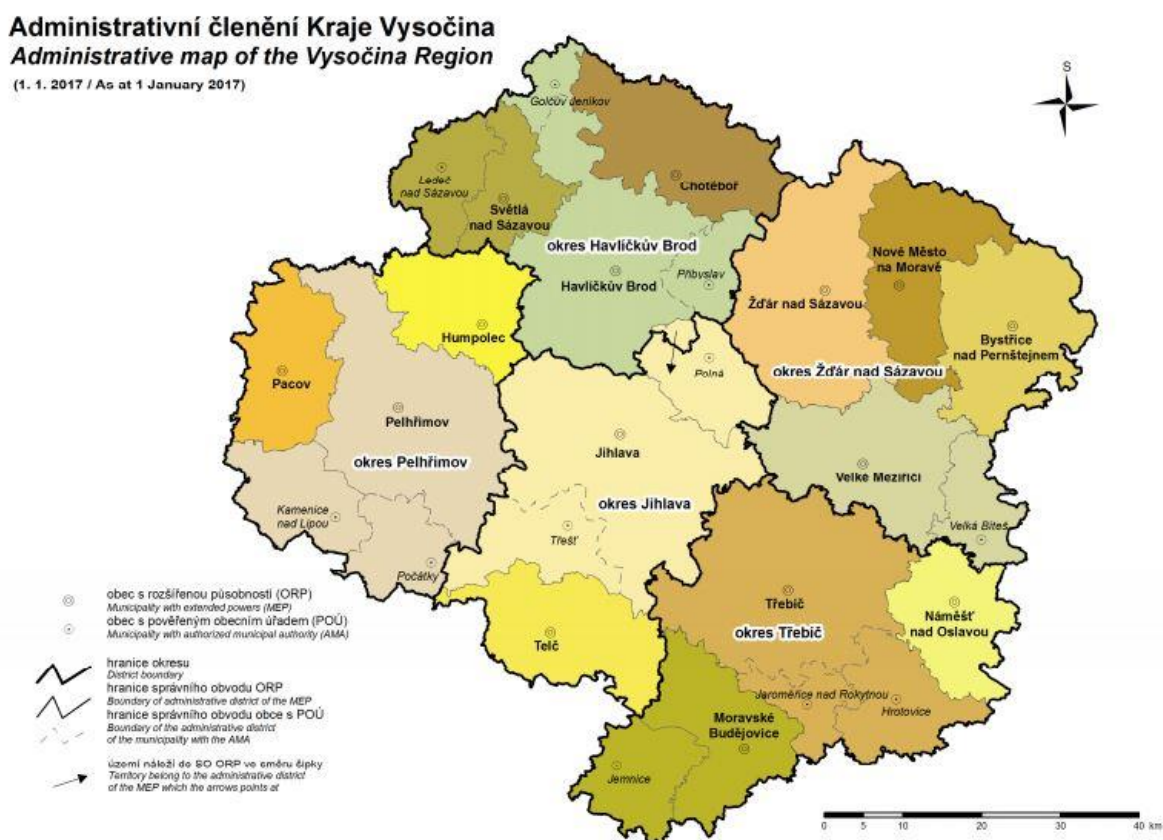 Administrativní členění Kraje Vysočina
Administrative map of the Vysočina Region
(1. 1. 2017 / As at 1 January 2017)
S
Golčův Jeníkov
Ledeč
nad Sázavou
Světlá
nad Sázavou
Chotěboř
okres Havlíčkův Brod
Havlíčkův Brod
Přibyslav
Nové Město
na Moravě
Žďár nad Sázavou
Bystřice
nad Pernštejnem
okres Žďár nad Sázavou
Humpolec
Pacov
Polná
Pelhřimov
okres Pelhřimov
Jihlava
okres Jihlava
Velké Meziříčí
Velká Bíteš
Kamenice
nad Lipou
Třešť
Počátky
Telč
Třebíč
okres Třebíč
Náměšť
nad Oslavou
Jaroměřice nad Rokytnou
Hrotovice
Moravské
Budějovice
Jemnice
obec s rozšířenou působností (ORP)
Municipality with extended powers (MEP)
obec s pověřeným obecním úřadem (POÚ)
Municipality with authorized municipal authority (AMA)
hranice okresu
District boundary
hranice správního obvodu ORP
Boundary of administrative district of the MEP
hranice správního obvodu obce s POÚ
Boundary of the administrative district
of the municipality with the AMA
území náleží do SO ORP ve směru šipky
Territory belong to the administrative district
of the MEP which the arrows points at
0 5 10 20 30 40 km